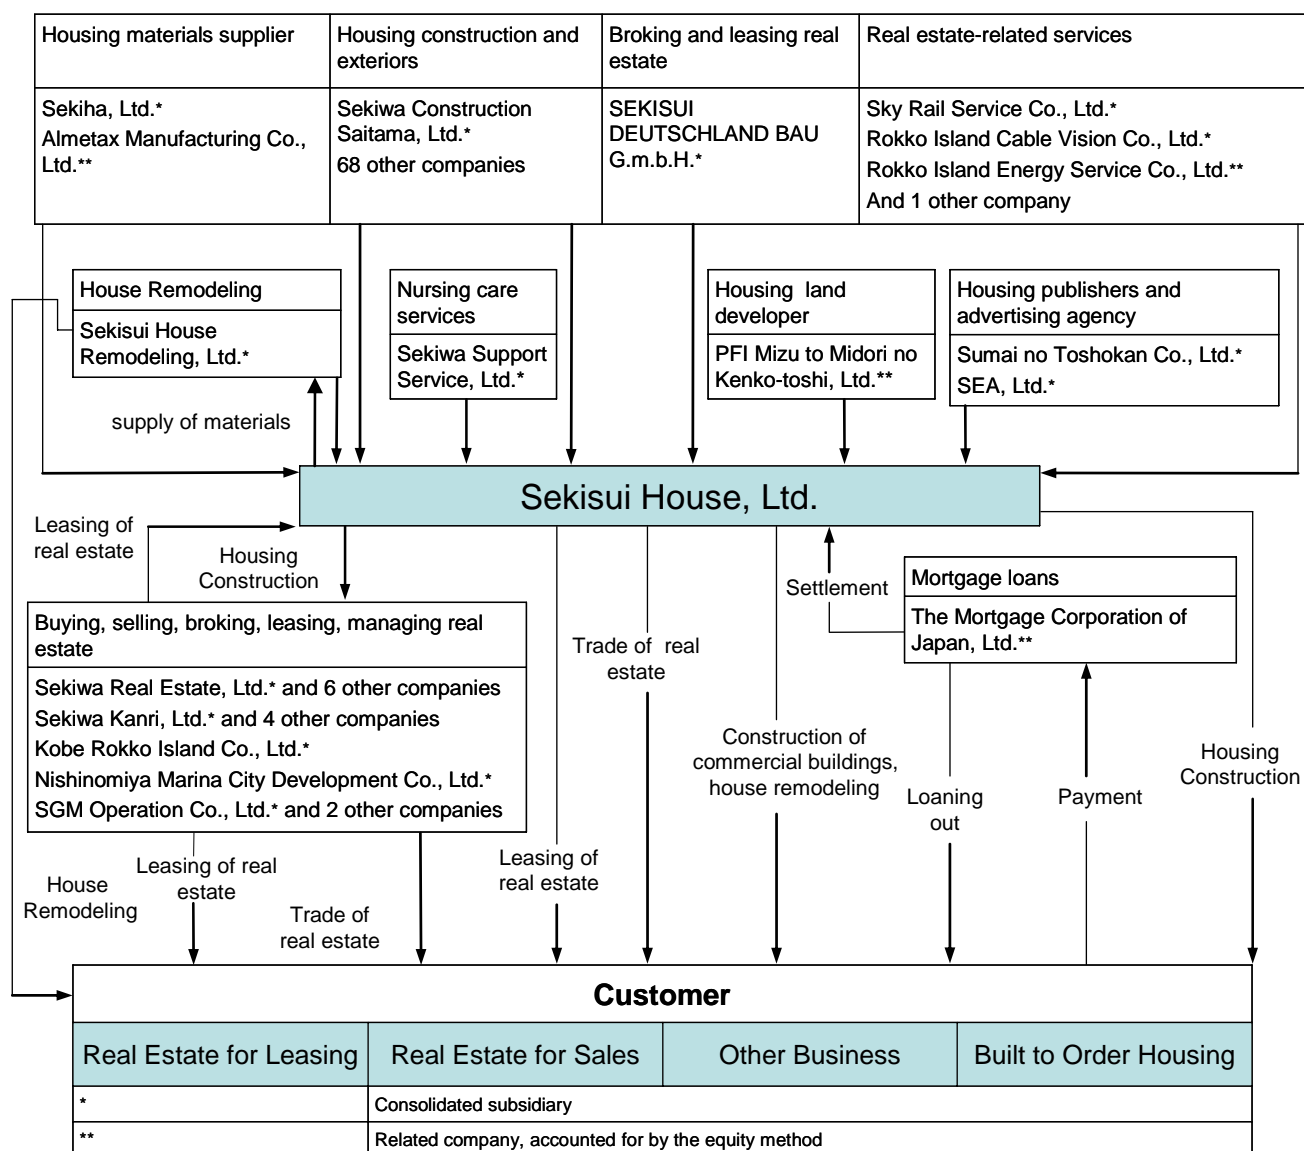 Housing materials supplier
Housing construction and
exteriors
Broking and leasing real
estate
Real estate-related services
Sekiha, Ltd.*
Almetax Manufacturing Co.,
Ltd.**
Sekiwa Construction
Saitama, Ltd.*
68 other companies
SEKISUI
DEUTSCHLAND BAU
G.m.b.H.*
Sky Rail Service Co., Ltd.*
Rokko Island Cable Vision Co., Ltd.*
Rokko Island Energy Service Co., Ltd.**
And 1 other company
House Remodeling
Sekisui House
Remodeling, Ltd.*
Nursing care
services
Sekiwa Support
Service, Ltd.*
Housing land
developer
PFI Mizu to Midori no
Kenko-toshi, Ltd.**
Housing publishers and
advertising agency
Sumai no Toshokan Co., Ltd.*
SEA, Ltd.*
supply of materials
Sekisui House, Ltd.
Leasing of
real estate
Housing
Construction
Settlement
Mortgage loans
The Mortgage Corporation of
Japan, Ltd.**
Buying, selling, broking, leasing, managing real
estate
Sekiwa Real Estate, Ltd.* and 6 other companies
Sekiwa Kanri, Ltd.* and 4 other companies
Kobe Rokko Island Co., Ltd.*
Nishinomiya Marina City Development Co., Ltd.*
SGM Operation Co., Ltd.* and 2 other companies
Trade of real
estate
Construction of
commercial buildings,
house remodeling
Loaning
out
Payment
Housing
Construction
House
Remodeling
Leasing of real
estate
Trade of
real estate
Leasing of
real estate
Customer
Real Estate for Leasing
Real Estate for Sales
Other Business
Built to Order Housing
* Consolidated subsidiary
** Related company, accounted for by the equity method